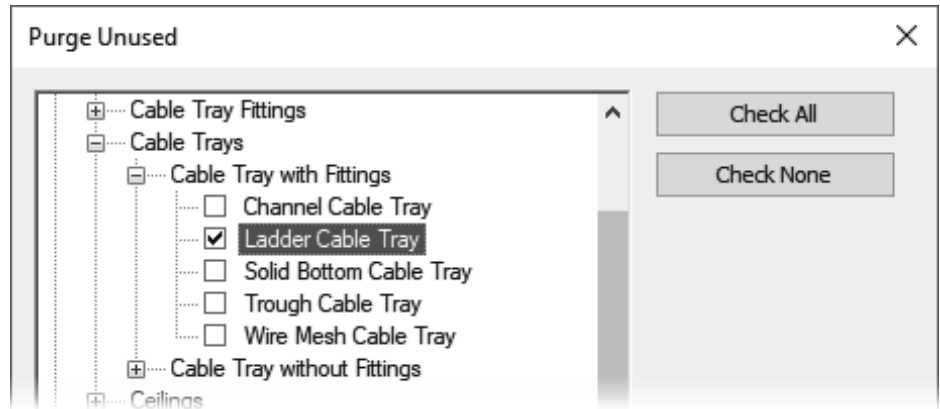 Purge Unused
Cable Tray Fittings
Check All
Cable Trays
Cable Tray with Fittings
Check None
Channel Cable Tray
Ladder Cable Tray
Solid Bottom Cable Tray
Trough Cable Tray
Wire Mesh Cable Tray
Cable Tray without Fittings
Ceilings